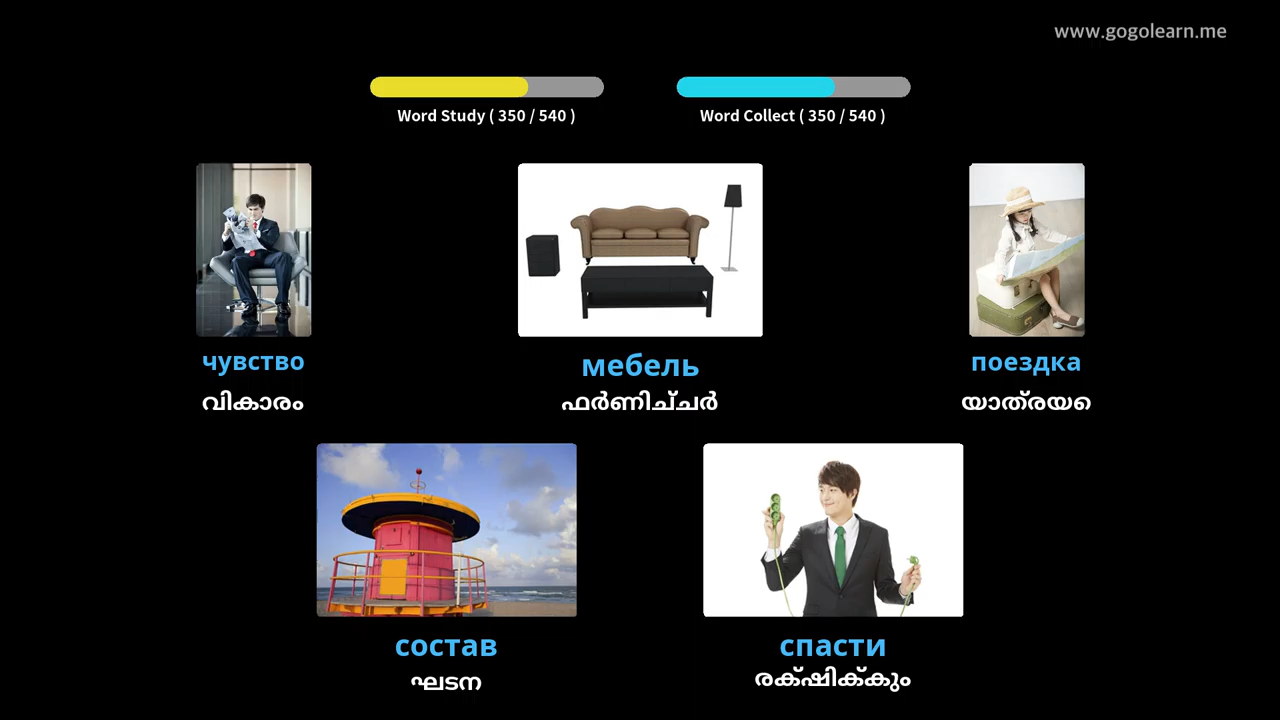 www.gogolearn.me
Word Study ( 350 / 540 )
Word Collect ( 350 / 540 )
чувство
വികാരം
мебель
ഫർണിച്ചർ
поездка
യാത്രയെ
состав
ഘടന
спасти
രക്ഷിക്കും